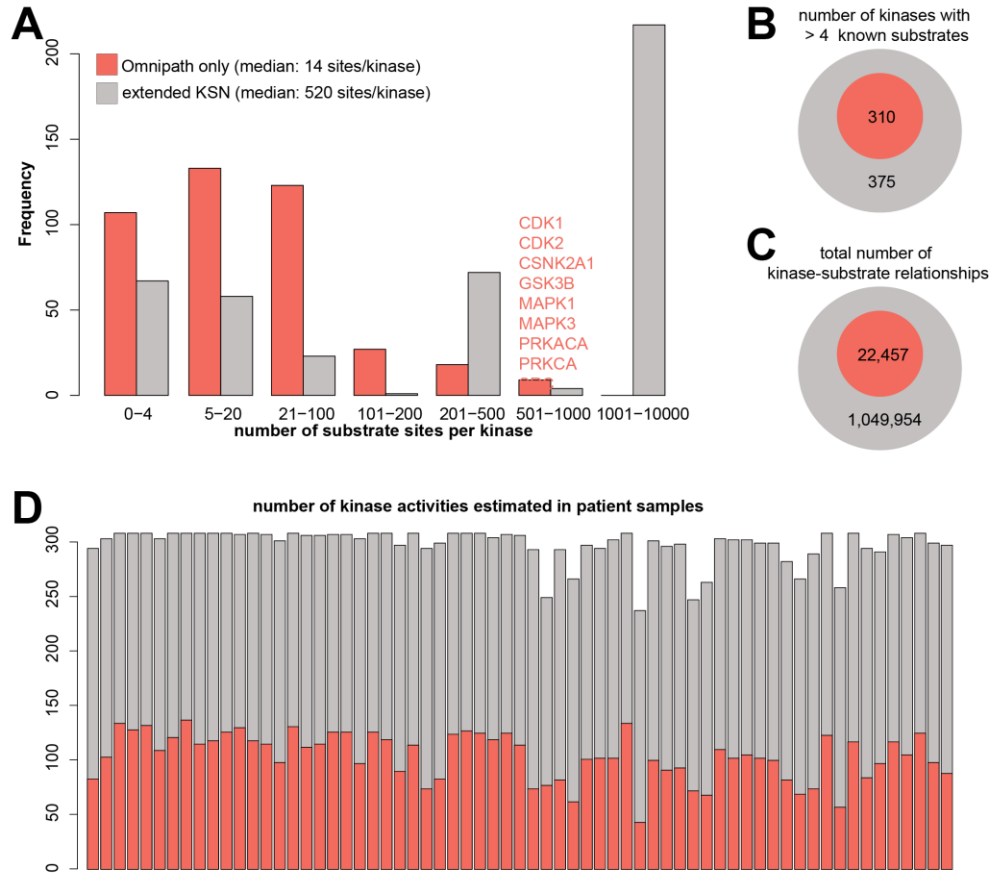 A
Omnipath only (median: 14 sites/kinase)
extended KSN (median: 520 sites/kinase)
Frequency
200
150
100
50
0
CDK1
CDK2
CSNK2A1
GSK3B
MAPK1
MAPK3
PRKACA
PRKCA
0−4
5−20
21−100
101−200
201−500
501−1000
1001−10000
number of substrate sites per kinase
B
number of kinases with
> 4 known substrates
310
375
C
total number of
kinase-substrate relationships
22,457
1,049,954
D
number of kinase activities estimated in patient samples
300
250
200
150
100
50
0